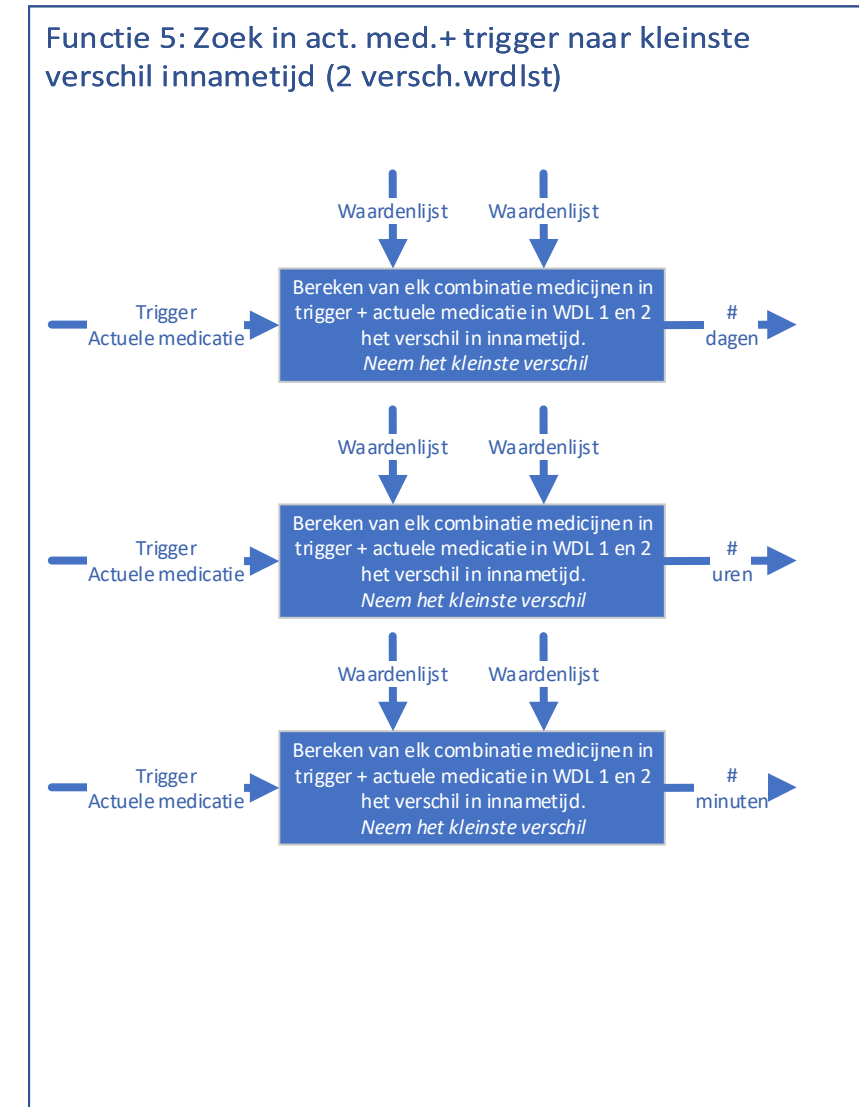 Functie 5: Zoek in act. med.+ trigger naar kleinste
verschil innametijd (2 versch.wrdlst)
Waardenlijst Waardenlijst
Trigger
Actuele medicatie
Bereken van elk combinatie medicijnen in
trigger + actuele medicatie in WDL 1 en 2
het verschil in innametijd.
Neem het kleinste verschil
#
dagen
Waardenlijst Waardenlijst
Trigger
Actuele medicatie
Bereken van elk combinatie medicijnen in
trigger + actuele medicatie in WDL 1 en 2
het verschil in innametijd.
Neem het kleinste verschil
#
uren
Waardenlijst Waardenlijst
Trigger
Actuele medicatie
Bereken van elk combinatie medicijnen in
trigger + actuele medicatie in WDL 1 en 2
het verschil in innametijd.
Neem het kleinste verschil
#
minuten